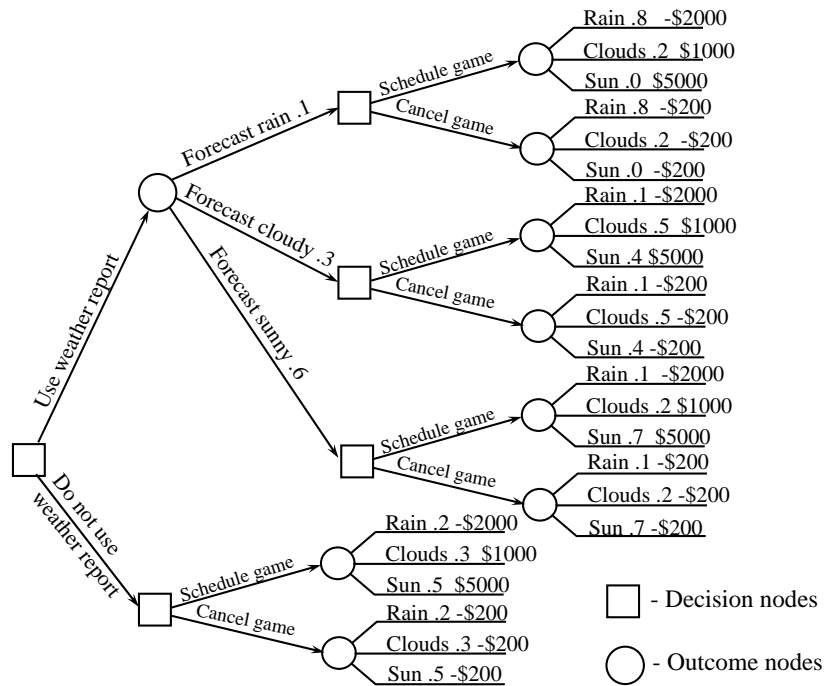 Rain .8 -$2000
Schedule game
Clouds .2 $1000
Sun .0 $5000
Forecast rain .1
Cancel game
Rain .8 -$200
Clouds .2 -$200
Sun .0 -$200
Forecast cloudy .3
Rain .1 -$2000
Schedule game
Clouds .5 $1000
Sun .4 $5000
Cancel game
Rain .1 -$200
Clouds .5 -$200
Sun .4 -$200
Use weather report
Forecast sunny .6
Rain .1 -$2000
Schedule game
Clouds .2 $1000
Sun .7 $5000
Cancel game
Rain .1 -$200
Clouds .2 -$200
Sun .7 -$200
Do not use
weather report
Rain .2 -$2000
Schedule game
Clouds .3 $1000
Sun .5 $5000
Cancel game
Rain .2 -$200
Clouds .3 -$200
Sun .5 -$200
- Decision nodes
- Outcome nodes